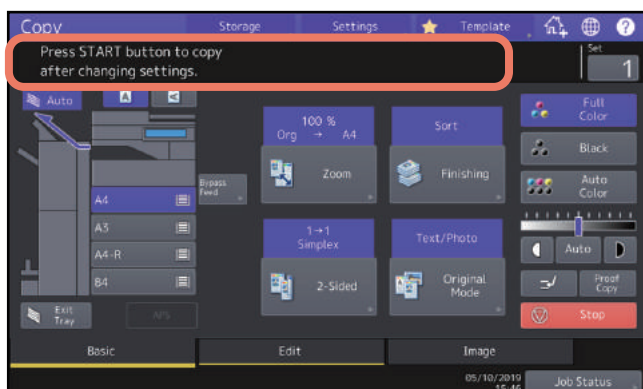 Copy
Storage
Settings
Template
?
Press START button to copy
after changing settings.
Set
1
Auto
A
A
Full
Color
100 %
Org → A4
Sort
Black
Bypass
Feed
Zoom
Finishing
Auto
Color
A4
A3
1→1
Simplex
Text/Photo
A4-R
Auto
B4
2-Sided
Original
Mode
Proof
Copy
Exit
Tray
APS
Stop
Basic
Edit
Image
05/10/2019
15:46
Job Status